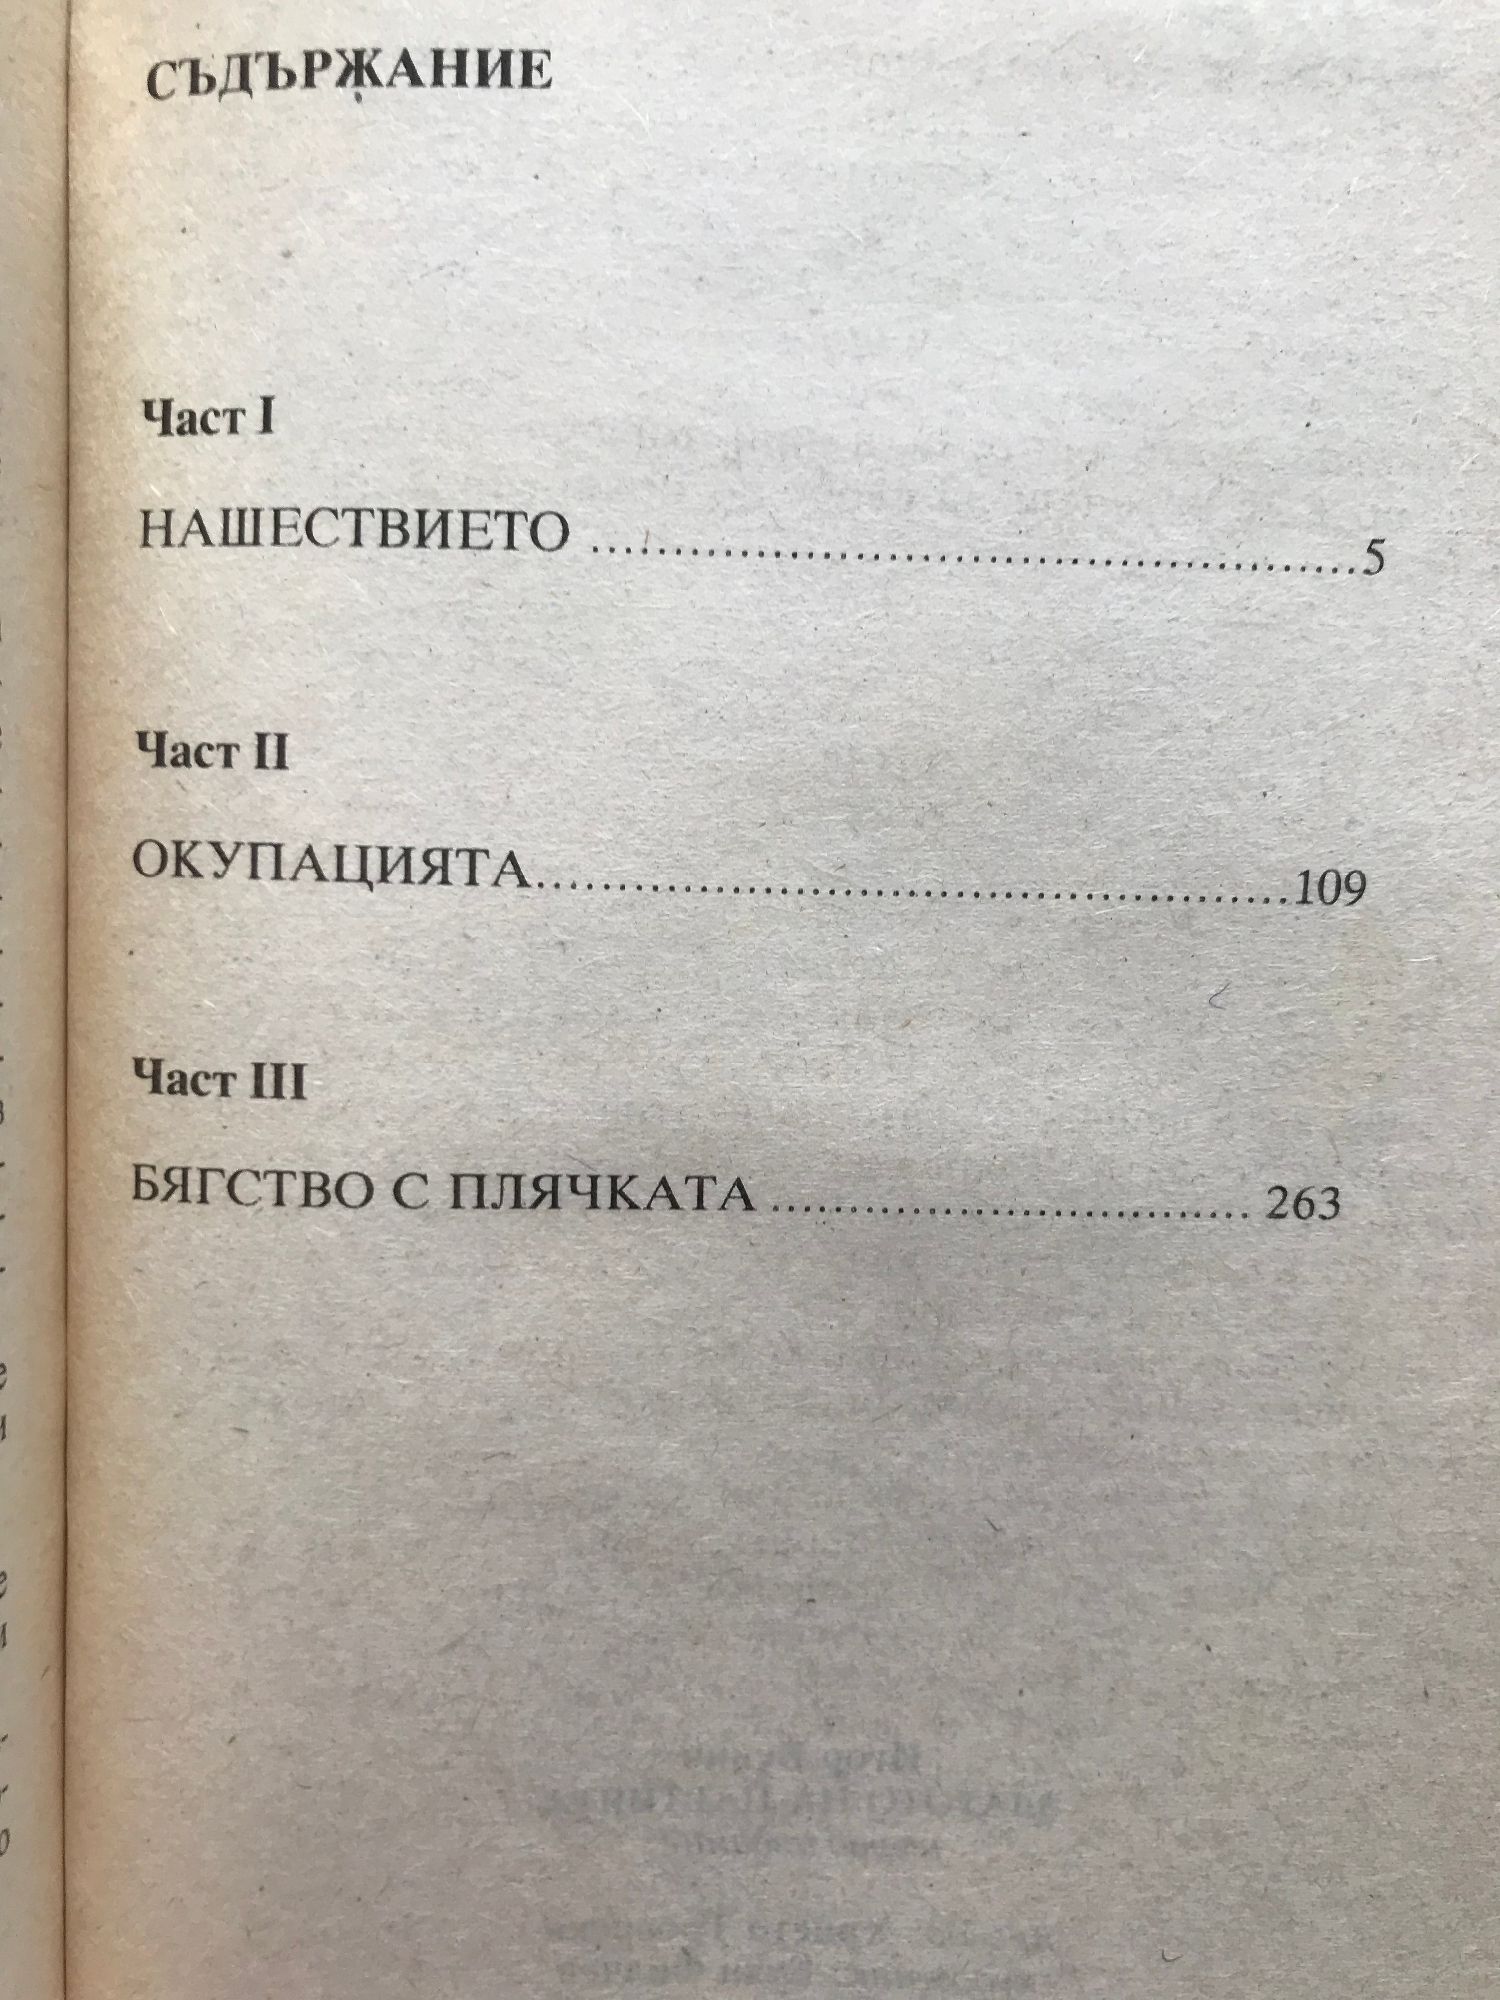 СЪДЪРЖАНИЕ
Част I
НАШЕСТВИЕТО ................................................5
Част II
ОКУПАЦИЯТА................................................109
Част III
БЯГСТВО С ПЛЯЧКАТА ................................ 263